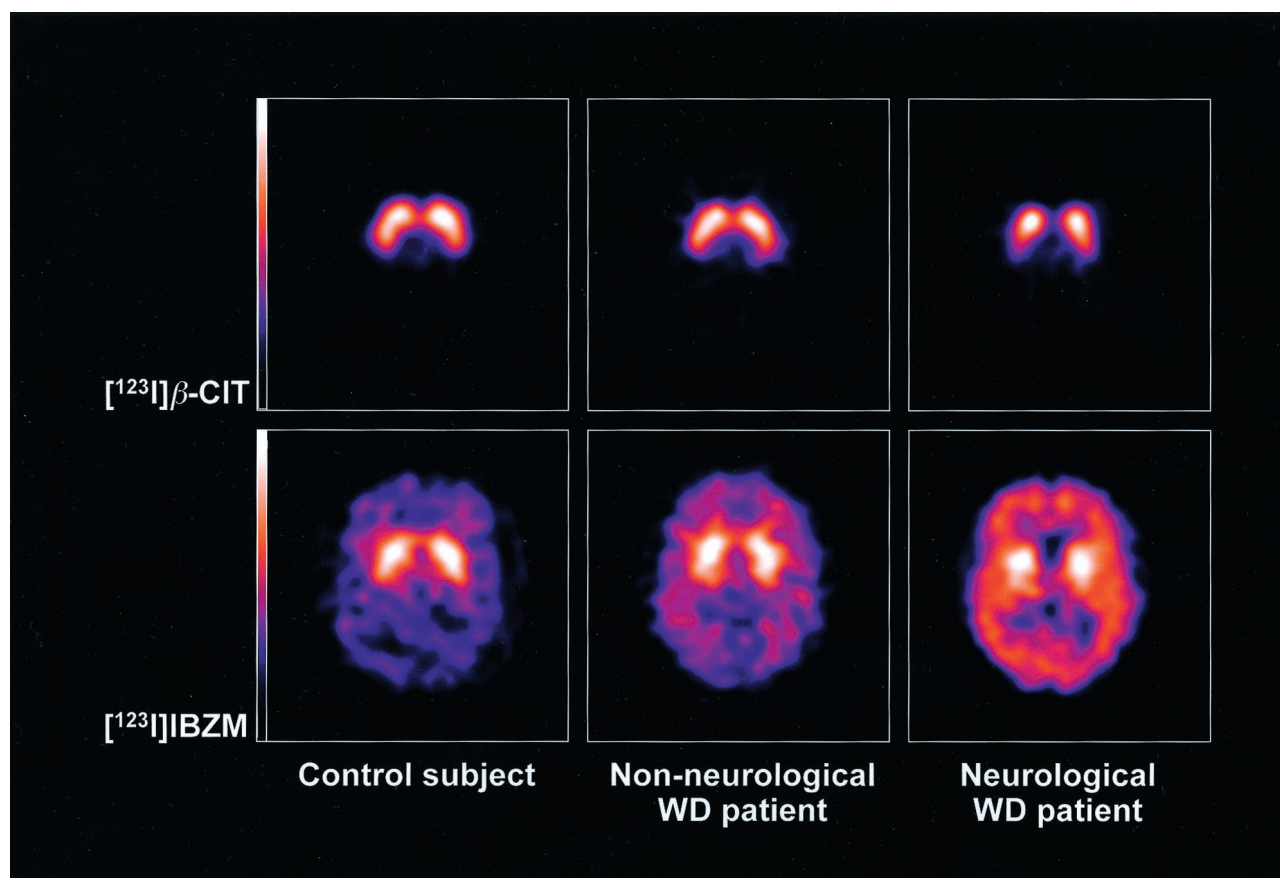 [¹²³I]β-CIT
[¹²³I]IBZM
Control subject
Non-neurological
WD patient
Neurological
WD patient